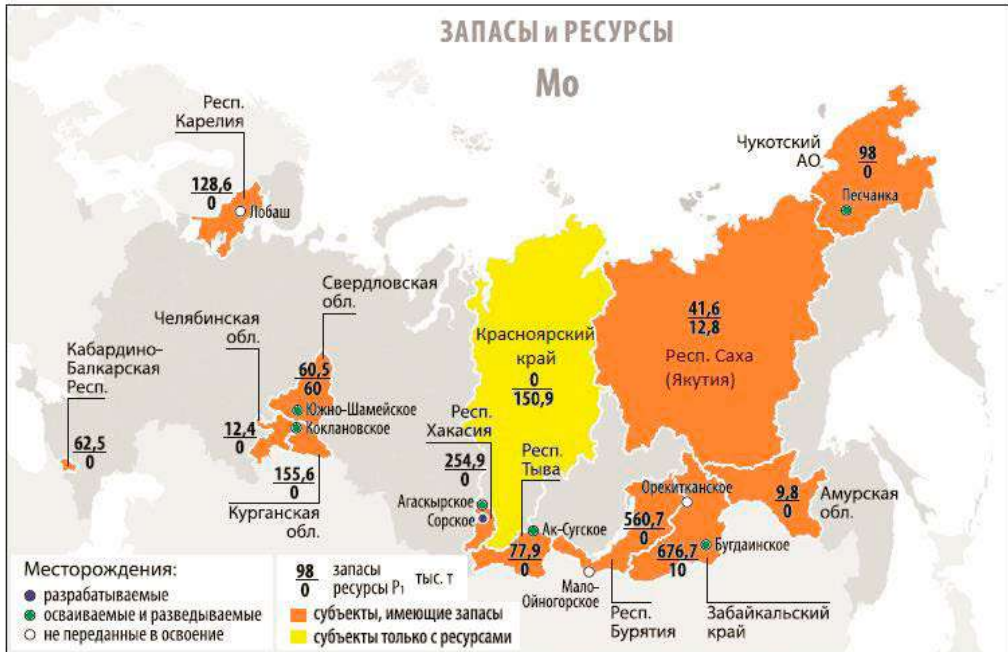 ЗАПАСЫ и РЕСУРСЫ
Mo
Респ.
Карелия
128,6
0
Лобаш
Чукотский
АО
98
0
Песчанка
Свердловская
обл.
Челябинская
обл.
Кабардино-
Балкарская
Респ.
62,5
0
60,5
60
Южно-Шамейское
Коклановское
12,4
0
155,6
0
Курганская
обл.
Красноярский
край
0
150,9
41,6
12,8
Респ. Саха
(Якутия)
Респ.
Хакасия
254,9
0
Агаскырское
Сорское
Респ.
Тыва
Ак-Сугское
77,9
0
Орекитканское
560,7
0
Мало-
Ойногорское
Респ.
Бурятия
676,7
10
Бугдаинское
Забайкальский
край
9,8
0
Амурская
обл.
Месторождения:
разрабатываемые
осваиваемые и разведываемые
не переданные в освоение
98 запасы
0 ресурсы P₁ тыс. т
субъекты, имеющие запасы
субъекты только с ресурсами